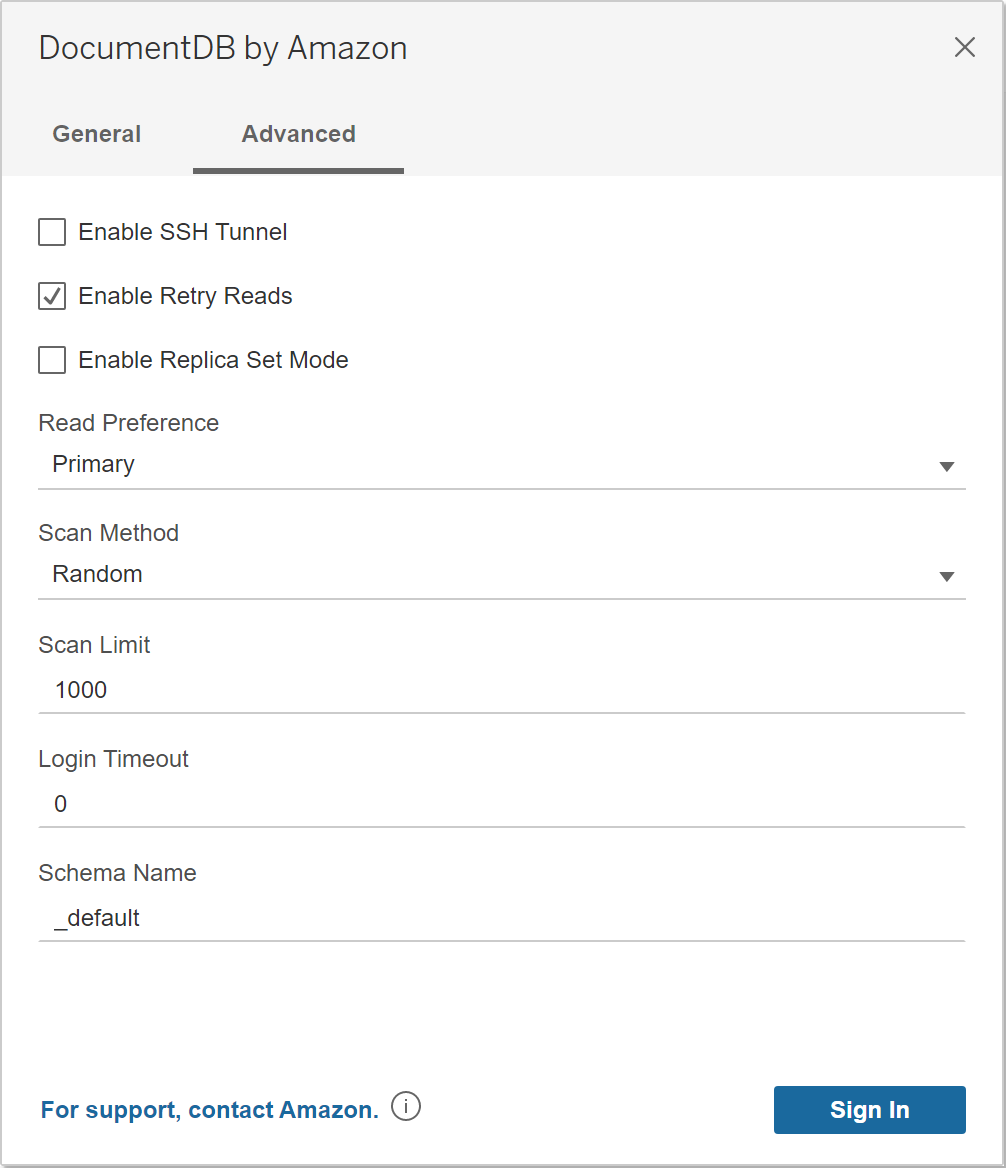 DocumentDB by Amazon
General Advanced
Enable SSH Tunnel
Enable Retry Reads
Enable Replica Set Mode
Read Preference
Primary
Scan Method
Random
Scan Limit
1000
Login Timeout
0
Schema Name
_default
For support, contact Amazon. i
Sign In